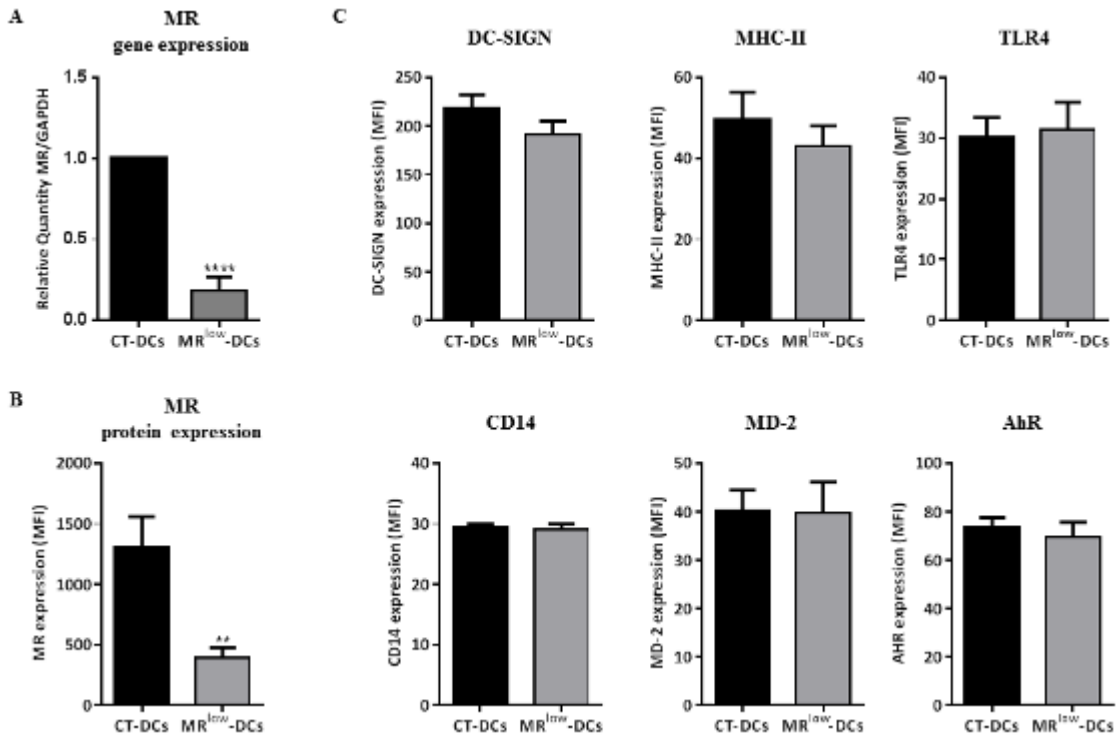 A
MR
gene expression
Relative Quantity MR/GAPDH
1.5
1.0
0.5
0.0
****
CT-DCs MRlow-DCs
B
MR
protein expression
MR expression (MFI)
2000
1500
1000
500
0
**
CT-DCs MRlow-DCs
C
DC-SIGN
DC-SIGN expression (MFI)
250
200
150
100
50
0
CT-DCs MRlow-DCs
MHC-II
MHC-II expression (MFI)
60
40
20
0
CT-DCs MRlow-DCs
TLR4
TLR4 expression (MFI)
40
30
20
10
0
CT-DCs MRlow-DCs
CD14
CD14 expression (MFI)
40
30
20
10
0
CT-DCs MRlow-DCs
MD-2
MD-2 expression (MFI)
50
40
30
20
10
0
CT-DCs MRlow-DCs
AhR
AHR expression (MFI)
100
80
60
40
20
0
CT-DCs MRlow-DCs